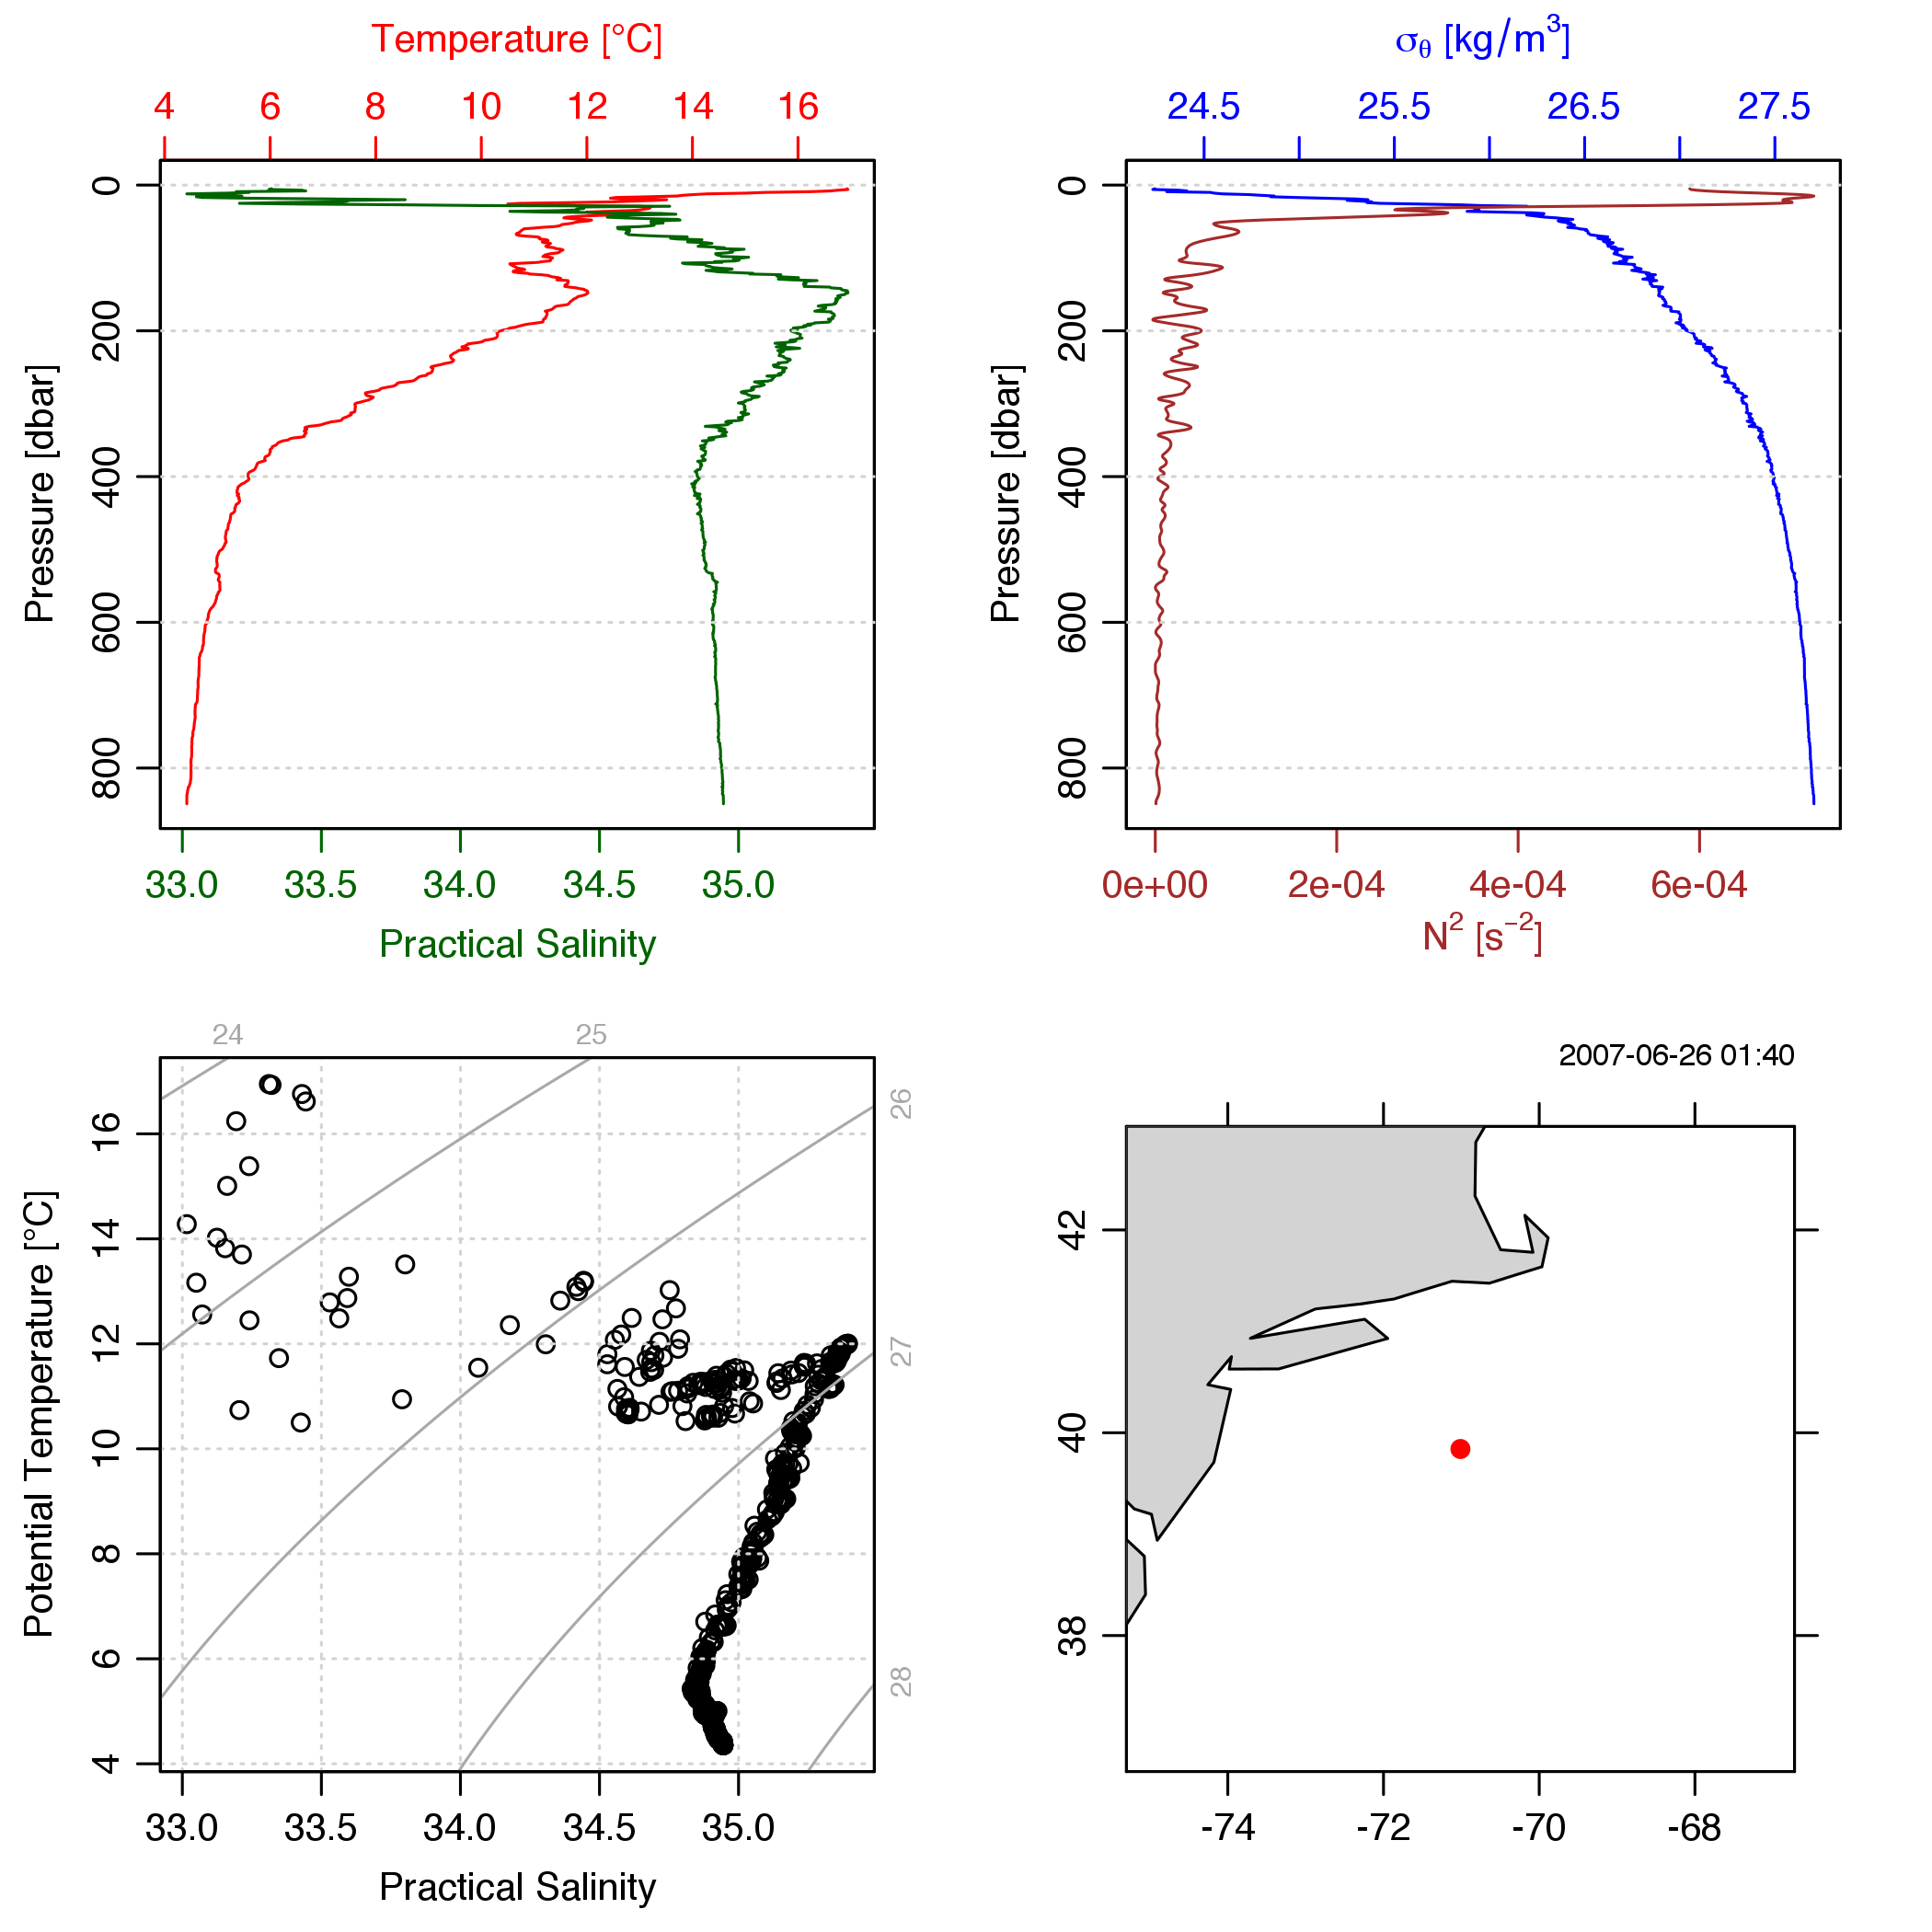 Temperature [°C]
4 6 8 10 12 14 16
0
200
400
600
800
Pressure [dbar]
33.0 33.5 34.0 34.5 35.0
Practical Salinity
σθ [kg/m³]
24.5 25.5 26.5 27.5
0
200
400
600
800
Pressure [dbar]
0e+00 2e-04 4e-04 6e-04
N² [s⁻²]
24 25
26
27
28
16
14
12
10
8
6
4
Potential Temperature [°C]
33.0 33.5 34.0 34.5 35.0
Practical Salinity
2007-06-26 01:40
42
40
38
-74 -72 -70 -68